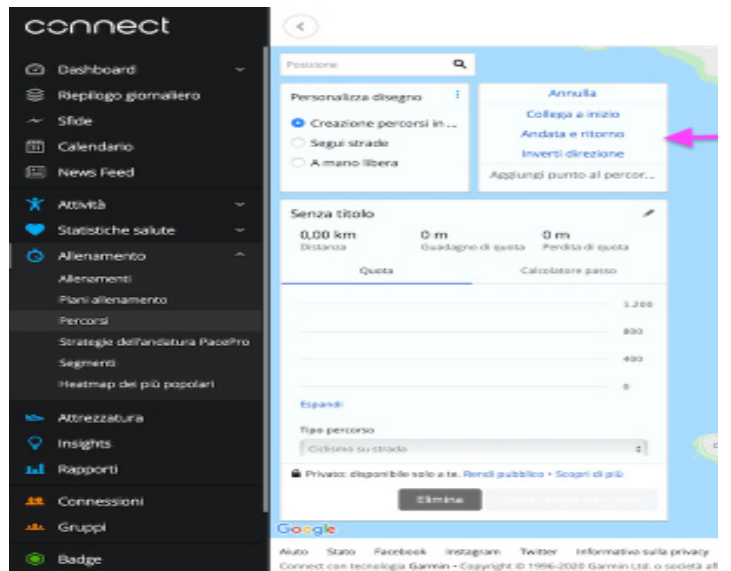 connect
Dashboard
Riepilogo giornaliero
Sfide
Calendario
News Feed
Attività
Statistiche salute
Allenamento
Allenamenti
Piani allenamento
Percorsi
Strategie dell'andatura PacePro
Segmenti
Heatmap dei più popolari
Attrezzatura
Insights
Rapporti
Connessioni
Gruppi
Badge
Posizione
Personalizza disegno
Creazione percorsi in ...
Segui strade
A mano libera
Annulla
Collega a inizio
Andata e ritorno
Inverti direzione
Aggiungi punto al percor...
Senza titolo
0,00 km
Distanza
0 m
Guadagno di quota
0 m
Perdita di quota
Quota
Calcolatore passo
1.200
800
400
0
Espandi
Tipo percorso
Ciclismo su strada
Privato: disponibile solo a te. Rendi pubblico • Scopri di più
Elimina
Google
Aiuto Stato Facebook Instagram Twitter Informativa sulla privacy
Connect con tecnologia Garmin • Copyright © 1996-2020 Garmin Ltd. o società aff